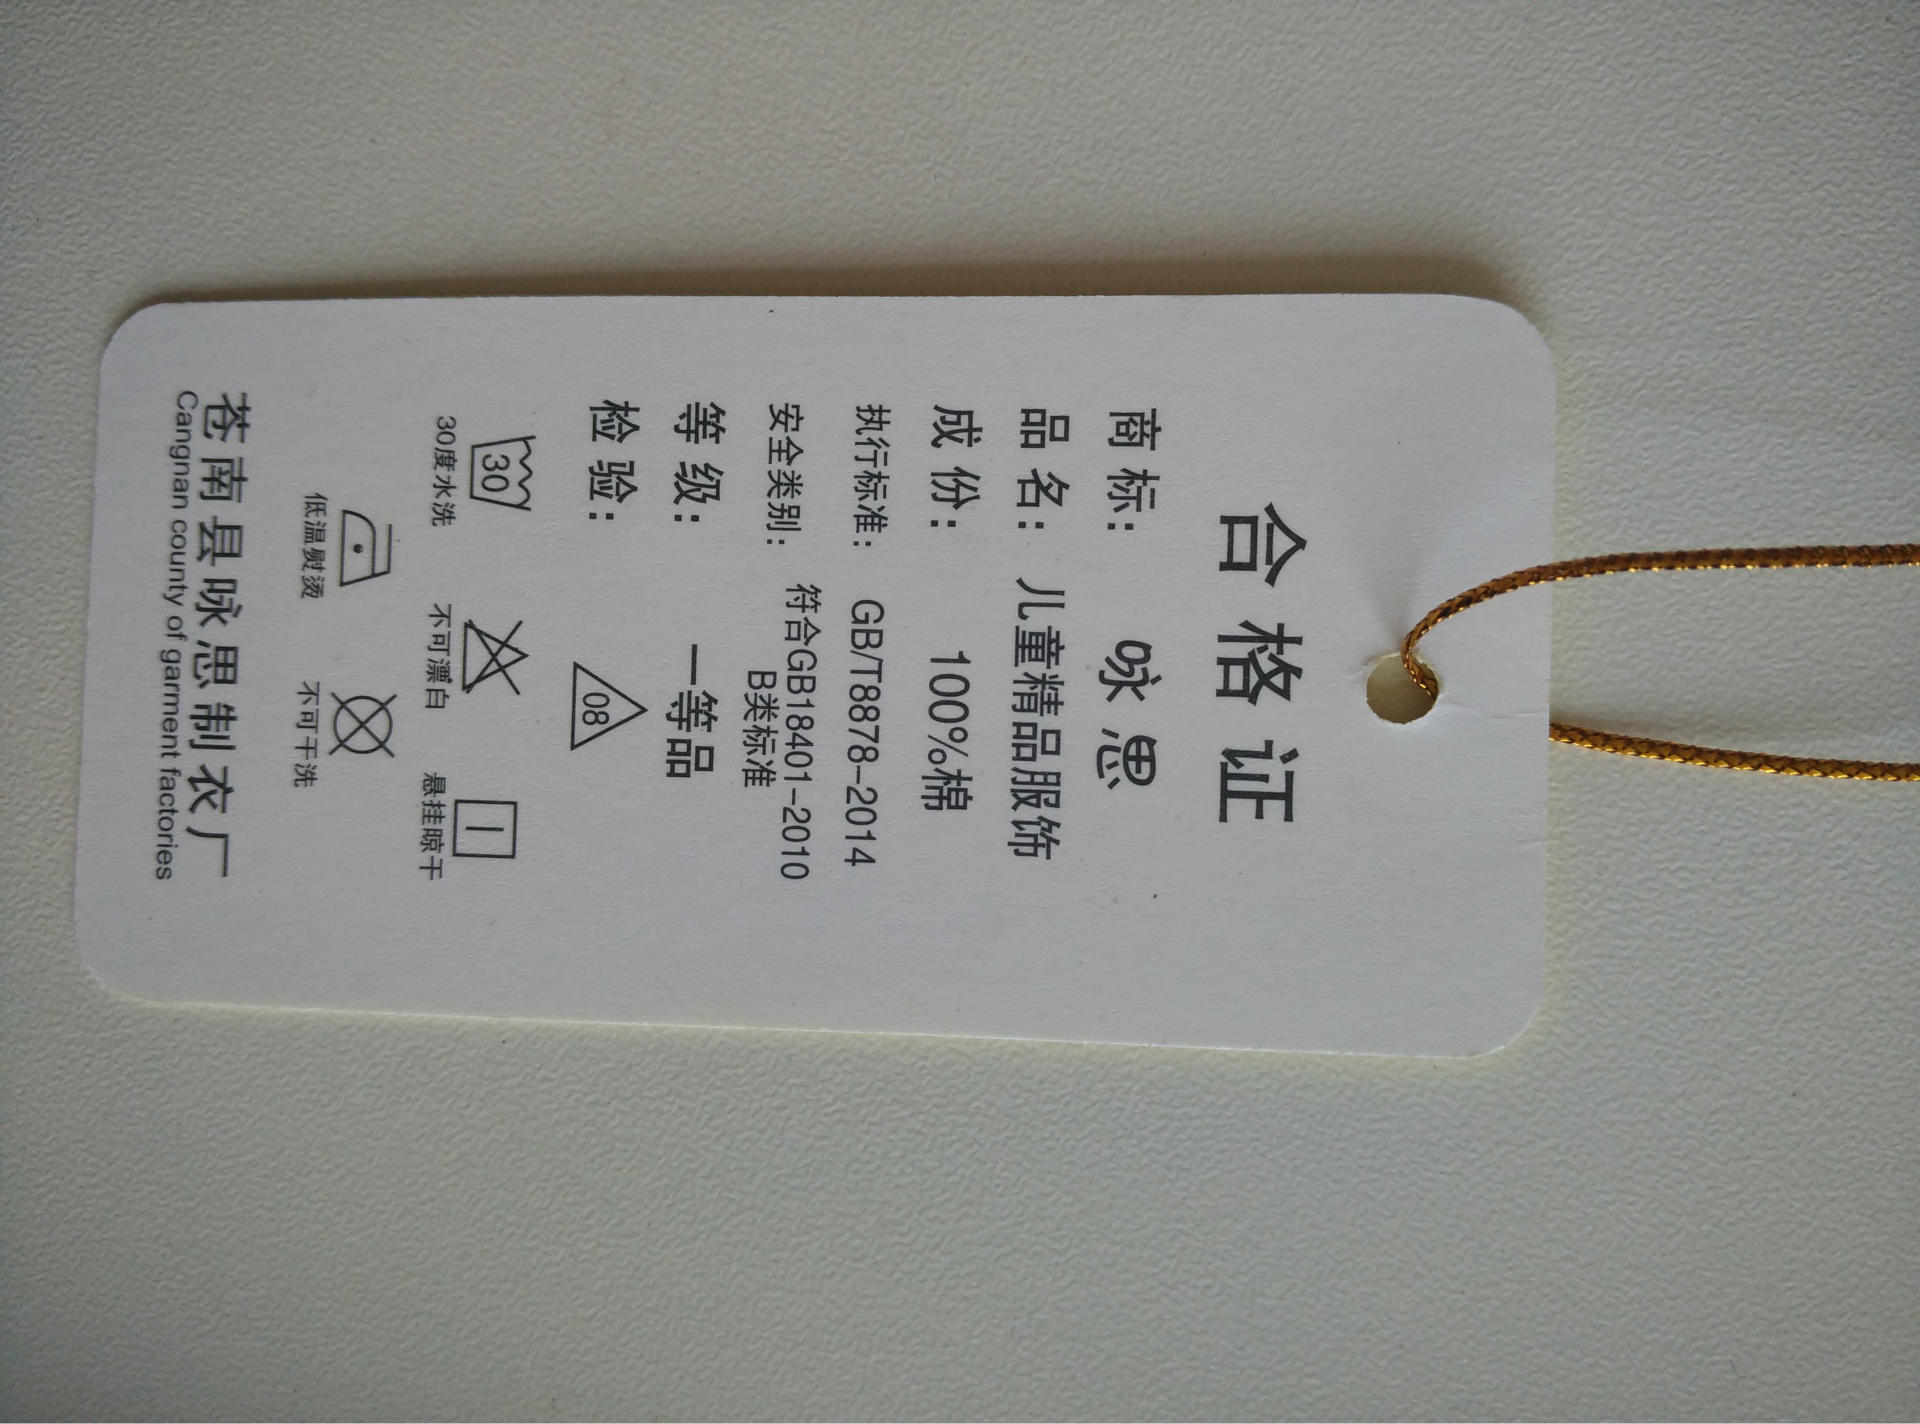 合格证
商标： 咏思
品名： 儿童精品服饰
成份： 100%棉
执行标准： GB/T8878-2014
安全类别： 符合GB18401-2010
B类标准
等级： 一等品
检验： 08
30
30度水洗 不可漂白 悬挂晾干
低温熨烫 不可干洗
苍南县咏思制衣厂
Cangnan county of garment factories